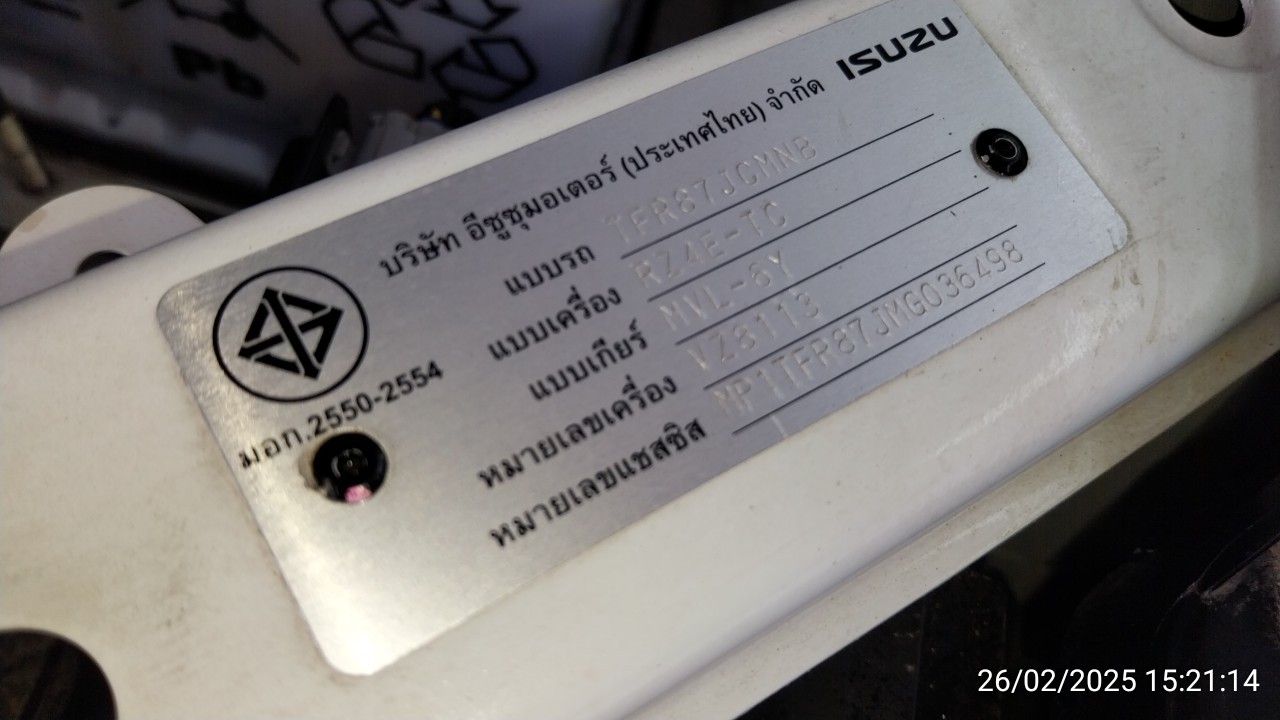 ISUZU
บริษัท อีซูซุมอเตอร์ (ประเทศไทย) จำกัด
แบบรถ TFR87JCMNB
แบบเครื่อง RZ4E-TC
แบบเกียร์ MVL-6Y
หมายเลขเครื่อง VZ8113
หมายเลขแชสซิส MP1TFR87JMG036498
มอก.2550-2554
Pb
26/02/2025 15:21:14